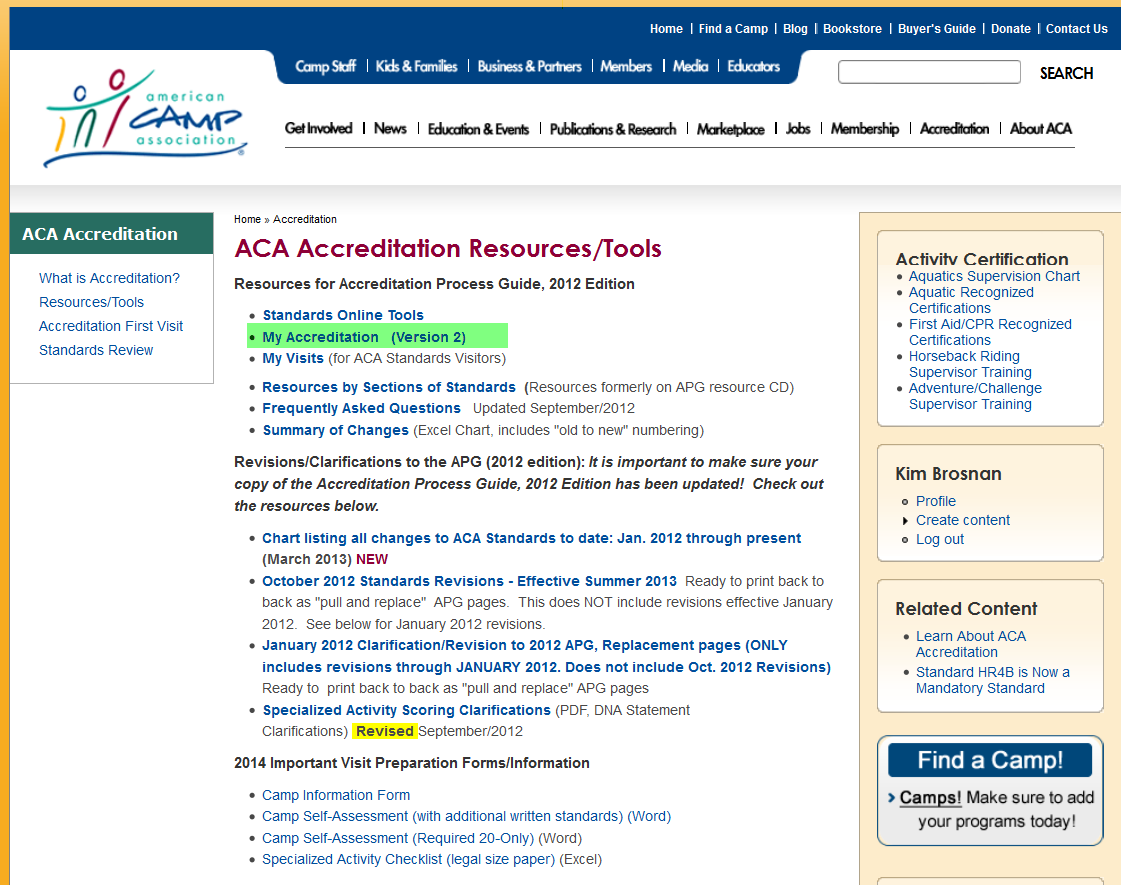 Home | Find a Camp | Blog | Bookstore | Buyer's Guide | Donate | Contact Us
Camp Staff | Kids & Families | Business & Partners | Members | Media | Educators
SEARCH
american
CAMP
association®
Get Involved | News | Education & Events | Publications & Research | Marketplace | Jobs | Membership | Accreditation | About ACA
ACA Accreditation
What is Accreditation?
Resources/Tools
Accreditation First Visit
Standards Review
Home » Accreditation
ACA Accreditation Resources/Tools
Resources for Accreditation Process Guide, 2012 Edition
• Standards Online Tools
• My Accreditation (Version 2)
• My Visits (for ACA Standards Visitors)
• Resources by Sections of Standards (Resources formerly on APG resource CD)
• Frequently Asked Questions Updated September/2012
• Summary of Changes (Excel Chart, includes "old to new" numbering)
Revisions/Clarifications to the APG (2012 edition): It is important to make sure your
copy of the Accreditation Process Guide, 2012 Edition has been updated! Check out
the resources below.
• Chart listing all changes to ACA Standards to date: Jan. 2012 through present
(March 2013) NEW
• October 2012 Standards Revisions - Effective Summer 2013 Ready to print back to
back as "pull and replace" APG pages. This does NOT include revisions effective January
2012. See below for January 2012 revisions.
• January 2012 Clarification/Revision to 2012 APG, Replacement pages (ONLY
includes revisions through JANUARY 2012. Does not include Oct. 2012 Revisions)
Ready to print back to back as "pull and replace" APG pages
• Specialized Activity Scoring Clarifications (PDF, DNA Statement
Clarifications) Revised September/2012
2014 Important Visit Preparation Forms/Information
• Camp Information Form
• Camp Self-Assessment (with additional written standards) (Word)
• Camp Self-Assessment (Required 20-Only) (Word)
• Specialized Activity Checklist (legal size paper) (Excel)
Activity Certification
• Aquatics Supervision Chart
• Aquatic Recognized
Certifications
• First Aid/CPR Recognized
Certifications
• Horseback Riding
Supervisor Training
• Adventure/Challenge
Supervisor Training
Kim Brosnan
Profile
Create content
Log out
Related Content
• Learn About ACA
Accreditation
• Standard HR4B is Now a
Mandatory Standard
Find a Camp!
Camps! Make sure to add
your programs today!